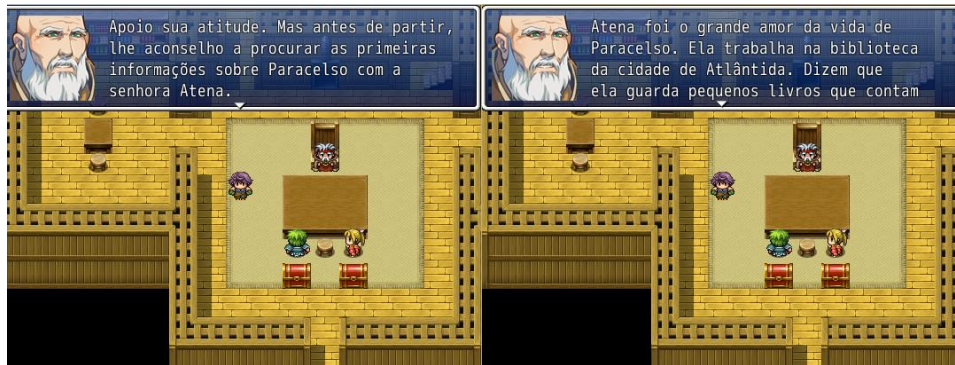 Apoio sua atitude. Mas antes de partir,
lhe aconselho a procurar as primeiras
informações sobre Paracelso com a
senhora Atena.
Atena foi o grande amor da vida de
Paracelso. Ela trabalha na biblioteca
da cidade de Atlântida. Dizem que
ela guarda pequenos livros que contam